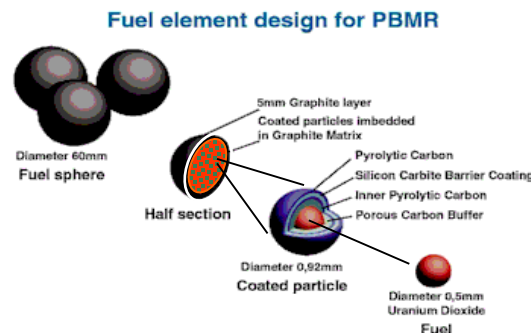 Fuel element design for PBMR
5mm Graphite layer
Coated particles imbedded
in Graphite Matrix
Diameter 60mm
Fuel sphere
Half section
Pyrolytic Carbon
Silicon Carbite Barrier Coating
Inner Pyrolytic Carbon
Porous Carbon Buffer
Diameter 0,92mm
Coated particle
Diameter 0,5mm
Uranium Dioxide
Fuel